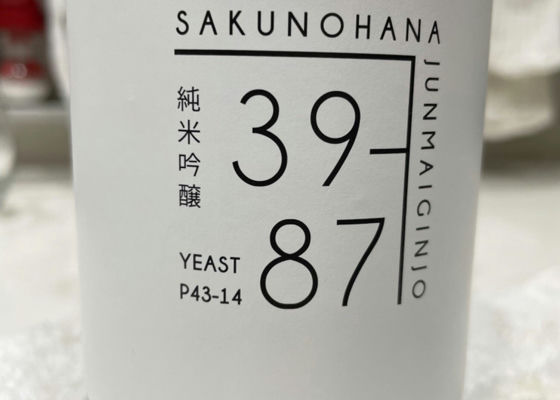 SAKUNOHANA
JUNMAIGINJO
純米吟醸
39-
87
YEAST
P43-14